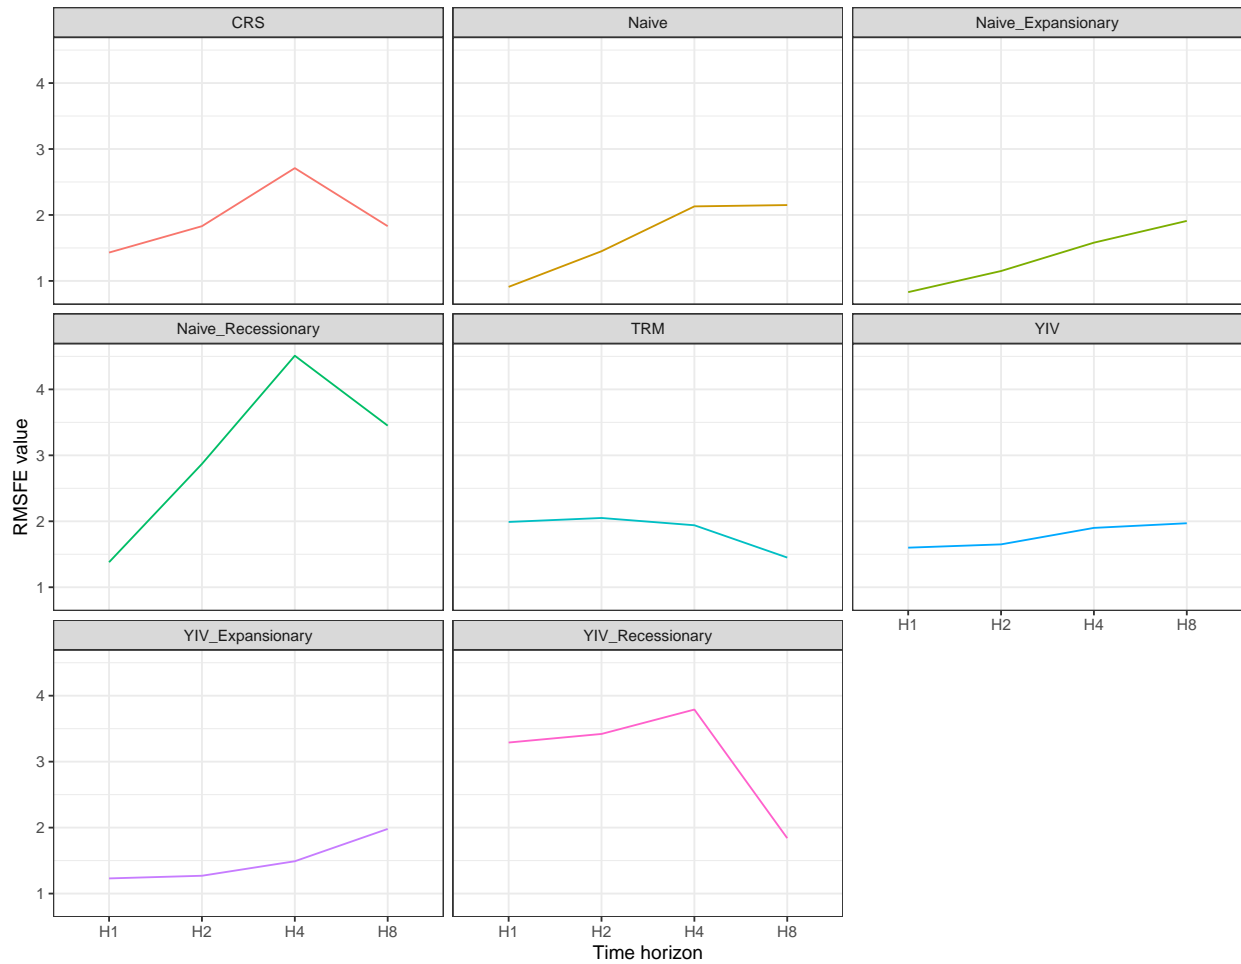 CRS
Naive
Naive_Expansionary
4
3
2
1
Naive_Recessionary
TRM
YIV
4
3
2
1
H1 H2 H4 H8
YIV_Expansionary
YIV_Recessionary
4
3
2
1
H1 H2 H4 H8
H1 H2 H4 H8
Time horizon
RMSFE value